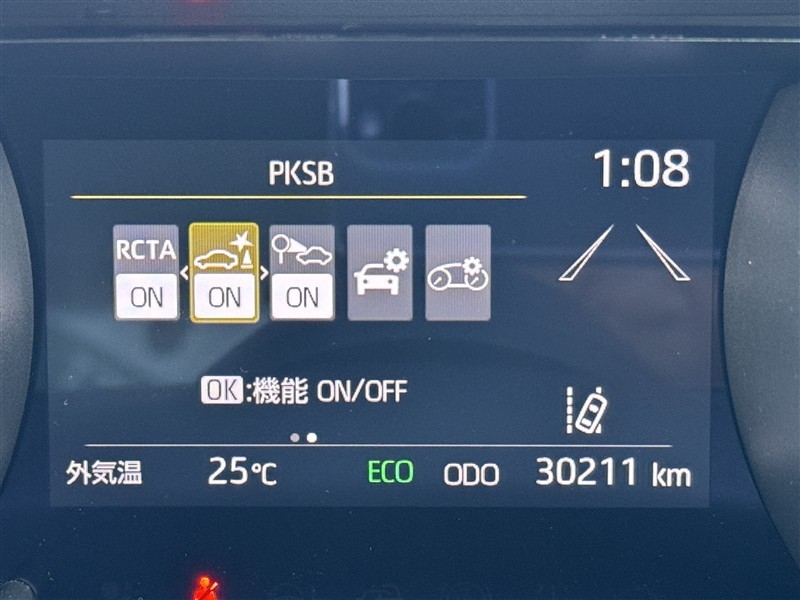 PKSB
1:08
RCTA
ON
ON
ON
OK:機能 ON/OFF
外気温 25℃ ECO ODO 30211 km